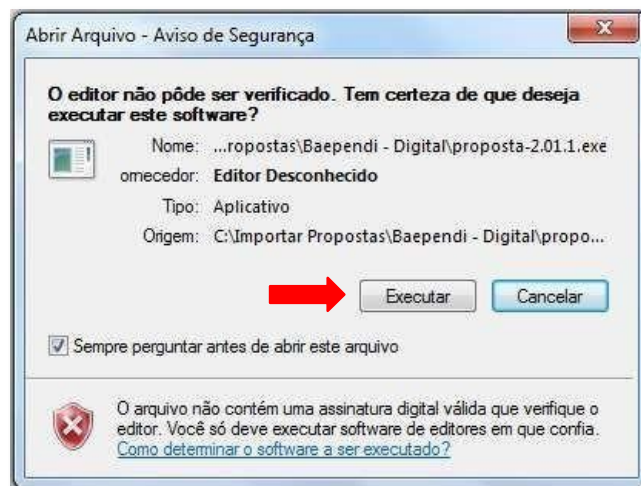 Abrir Arquivo - Aviso de Segurança
O editor não pôde ser verificado. Tem certeza de que deseja
executar este software?
Nome: ...ropostas\Baependi - Digital\proposta-2.01.1.exe
omecedor: Editor Desconhecido
Tipo: Aplicativo
Origem: C:\Importar Propostas\Baependi - Digital\propo...
Executar Cancelar
Sempre perguntar antes de abrir este arquivo
O arquivo não contém uma assinatura digital válida que verifique o
editor. Você só deve executar software de editores em que confia.
Como determinar o software a ser executado?